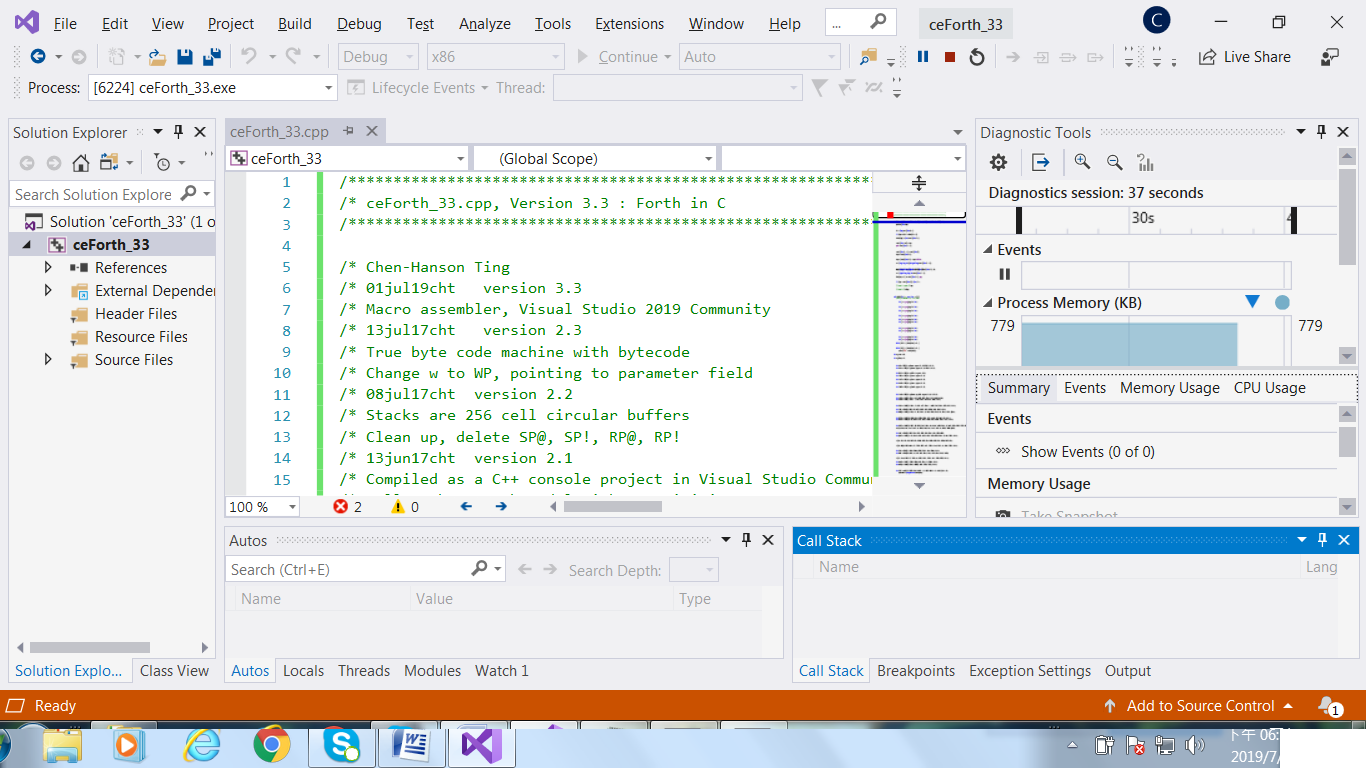 File Edit View Project Build Debug Test Analyze Tools Extensions Window Help ... ceForth_33 C
Debug x86 Continue Auto Live Share
Process: [6224] ceForth_33.exe Lifecycle Events Thread:
Solution Explorer
Search Solution Explore
Solution 'ceForth_33' (1 o
ceForth_33
References
External Depende
Header Files
Resource Files
Source Files
Solution Explo... Class View
ceForth_33.cpp
ceForth_33 (Global Scope)
1 /***********************************************************
2 /* ceForth_33.cpp, Version 3.3 : Forth in C
3 /***********************************************************
4
5 /* Chen-Hanson Ting
6 /* 01jul19cht version 3.3
7 /* Macro assembler, Visual Studio 2019 Community
8 /* 13jul17cht version 2.3
9 /* True byte code machine with bytecode
10 /* Change w to WP, pointing to parameter field
11 /* 08jul17cht version 2.2
12 /* Stacks are 256 cell circular buffers
13 /* Clean up, delete SP@, SP!, RP@, RP!
14 /* 13jun17cht version 2.1
15 /* Compiled as a C++ console project in Visual Studio Commu
100 % 2 0
Diagnostic Tools
Diagnostics session: 37 seconds
30s 4
Events
Process Memory (KB)
779 779
Summary Events Memory Usage CPU Usage
Events
Show Events (0 of 0)
Memory Usage
Take Snapshot
Autos
Search (Ctrl+E) Search Depth:
Name Value Type
Autos Locals Threads Modules Watch 1
Call Stack
Name Lang
Call Stack Breakpoints Exception Settings Output
Ready Add to Source Control 1
下午 06:
2019/7/